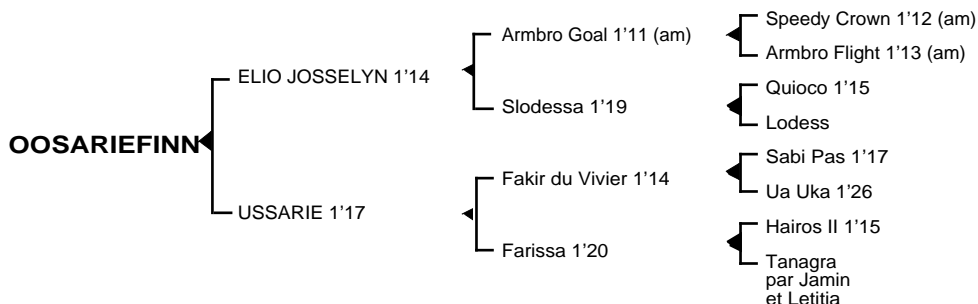 Speedy Crown 1’12 (am)
Armbro Goal 1’11 (am)
Armbro Flight 1’13 (am)
ELIO JOSSELYN 1’14
Quioco 1’15
Slodessa 1’19
Lodess
OOSARIEFINN
Sabi Pas 1’17
Fakir du Vivier 1’14
Ua Uka 1’26
USSARIE 1’17
Hairos II 1’15
Farissa 1’20
Tanagra
par Jamin
et Letitia